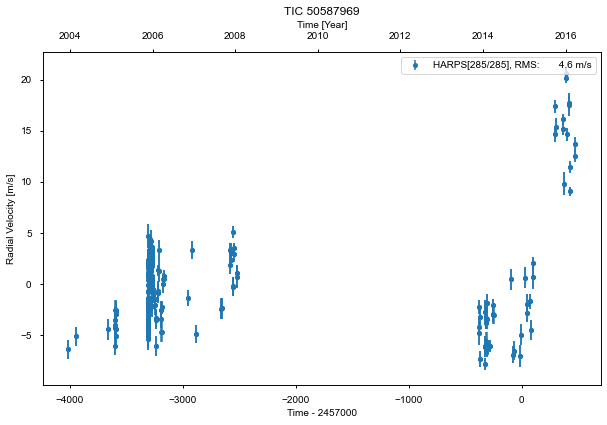 TIC 50587969
Time [Year]
2004 2006 2008 2010 2012 2014 2016
HARPS[285/285], RMS: 4.6 m/s
20
15
10
5
0
−5
Radial Velocity [m/s]
−4000 −3000 −2000 −1000 0
Time - 2457000